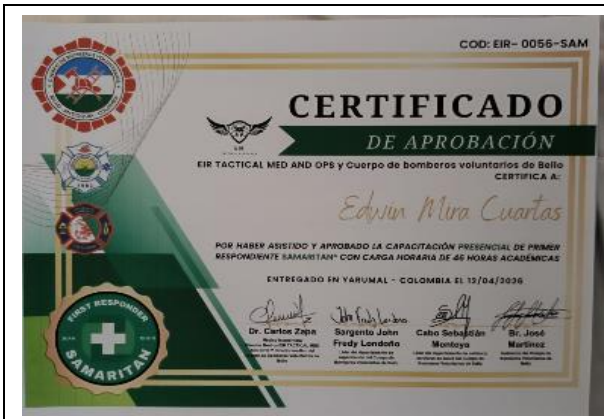 COD: EIR- 0056-SAM
CERTIFICADO
DE APROBACIÓN
EIR TACTICAL MED AND OPS y Cuerpo de bomberos voluntarios de Bello
CERTIFICA A:
Edwin Mira Cuartas
POR HABER ASISTIDO Y APROBADO LA CAPACITACIÓN PRESENCIAL DE PRIMER
RESPONDIENTE SAMARITAN® CON CARGA HORARIA DE 46 HORAS ACADÉMICAS
ENTREGADO EN YARUMAL - COLOMBIA EL 12/04/2026
Dr. Carlos Zapa
Sargento John
Fredy Londoño
Cabo Sebastián
Montoya
Br. José
Martinez
FIRST RESPONDER
SAMARITAN